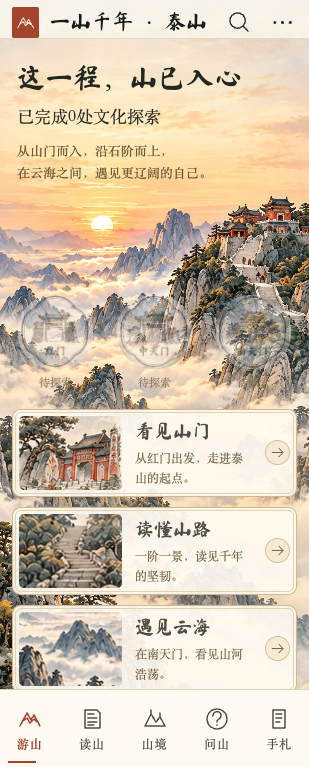 一山千年 · 泰山
这一程，山已入心
已完成0处文化探索
从山门而入，沿石阶而上，
在云海之间，遇见更辽阔的自己。
中天门
待探索
待探索
看见山门
从红门出发，走进泰
山的起点。
读懂山路
一阶一景，读见千年
的坚韧。
遇见云海
在南天门，看见山河
浩荡。
游山
读山
山境
问山
手札